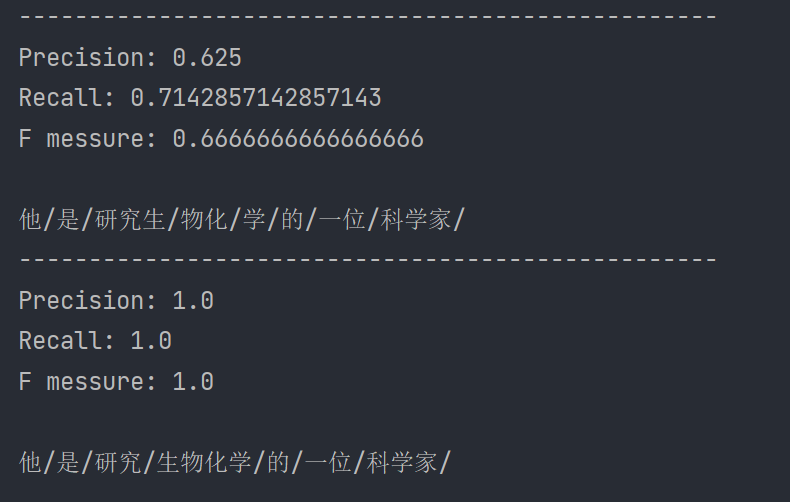 --------------------------------------------------
Precision: 0.625
Recall: 0.7142857142857143
F messure: 0.6666666666666666
他/是/研究生/物化/学/的/一位/科学家/
--------------------------------------------------
Precision: 1.0
Recall: 1.0
F messure: 1.0
他/是/研究/生物化学/的/一位/科学家/